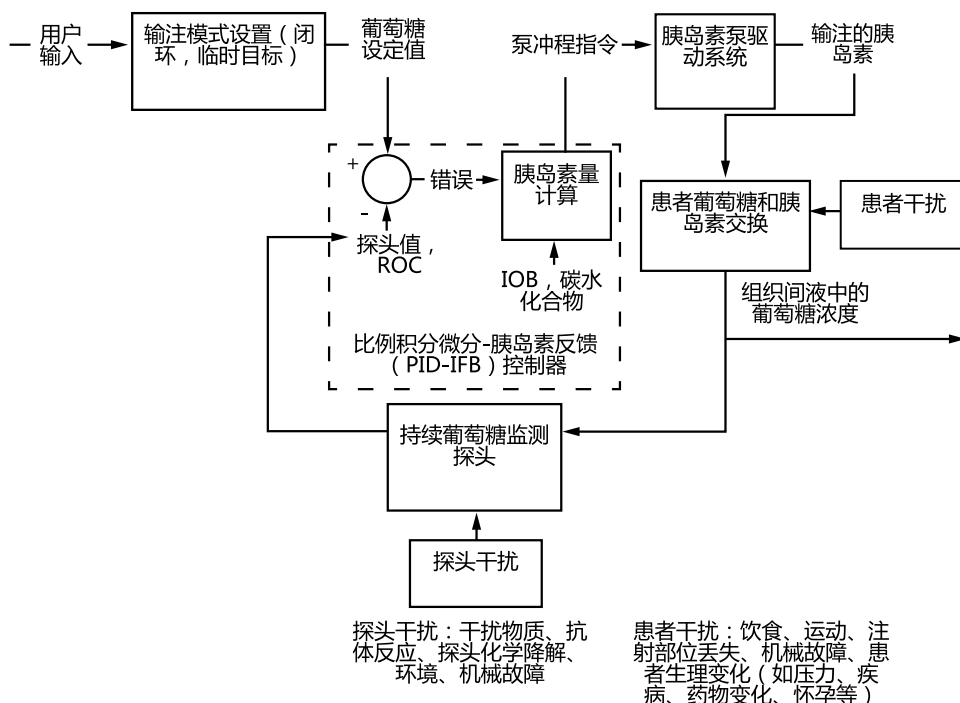 用户
输入
输注模式设置（闭
环，临时目标）
葡萄糖
设定值
泵冲程指令
胰岛素泵驱
动系统
输注的胰
岛素
+
-
错误
胰岛素量
计算
探头值，
ROC
IOB，碳水
化合物
比例积分微分-胰岛素反馈
（PID-IFB）控制器
患者葡萄糖和胰
岛素交换
患者干扰
组织间液中的
葡萄糖浓度
持续葡萄糖监测
探头
探头干扰
探头干扰：干扰物质、抗
体反应、探头化学降解、
环境、机械故障
患者干扰：饮食、运动、注
射部位丢失、机械故障、患
者生理变化（如压力、疾
病、药物变化、怀孕等）